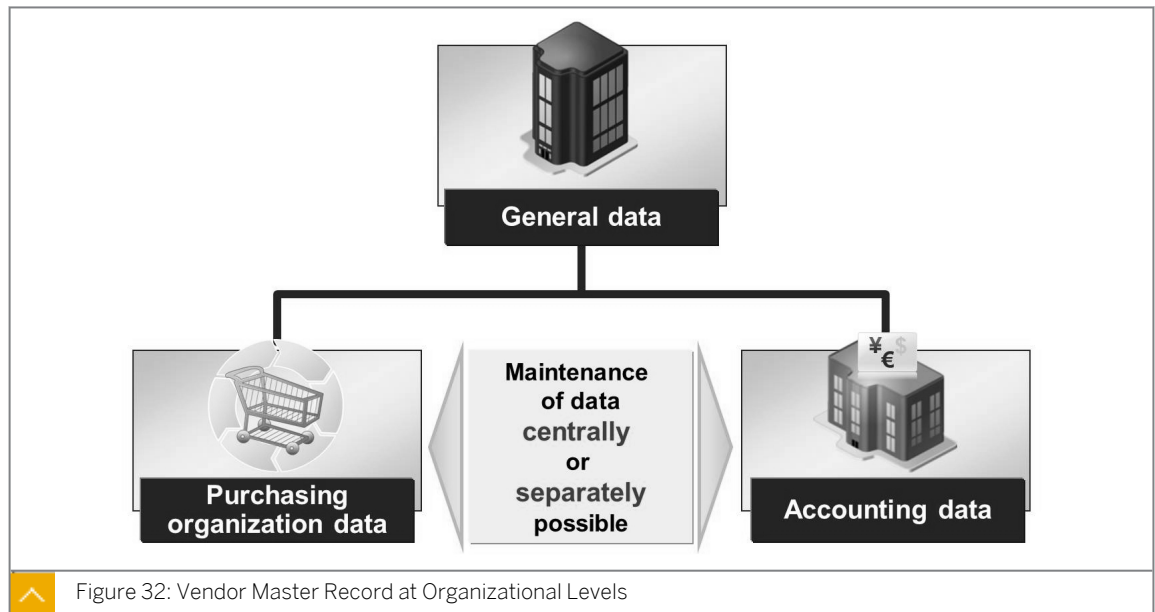 General data
¥ $
€
Maintenance
of data
centrally
or
separately
possible
Purchasing
organization data
Accounting data
Figure 32: Vendor Master Record at Organizational Levels